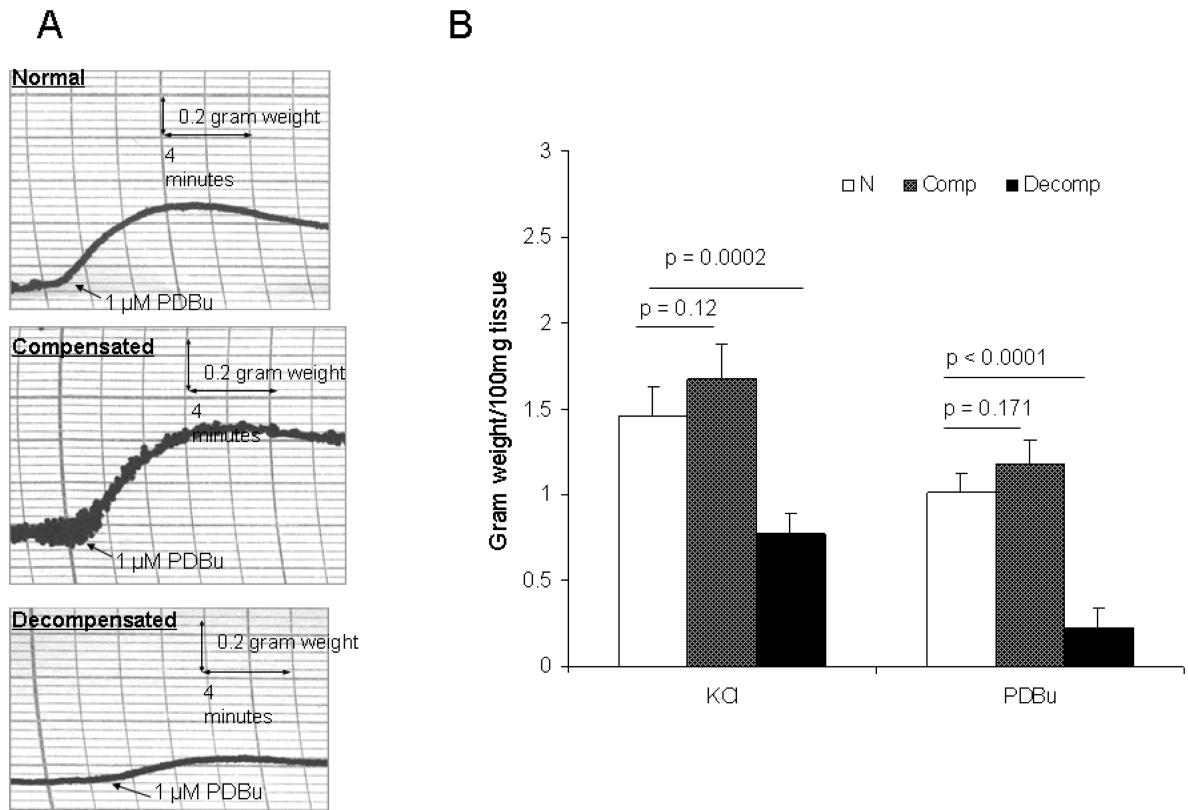 A
Normal
0.2 gram weight
4
minutes
1 µM PDBu
Compensated
0.2 gram weight
4
minutes
1 µM PDBu
Decompensated
0.2 gram weight
4
minutes
1 µM PDBu
B
Gram weight/100mg tissue
3
2.5
2
1.5
1
0.5
0
N Comp Decomp
p = 0.0002
p = 0.12
p < 0.0001
p = 0.171
KCl
PDBu